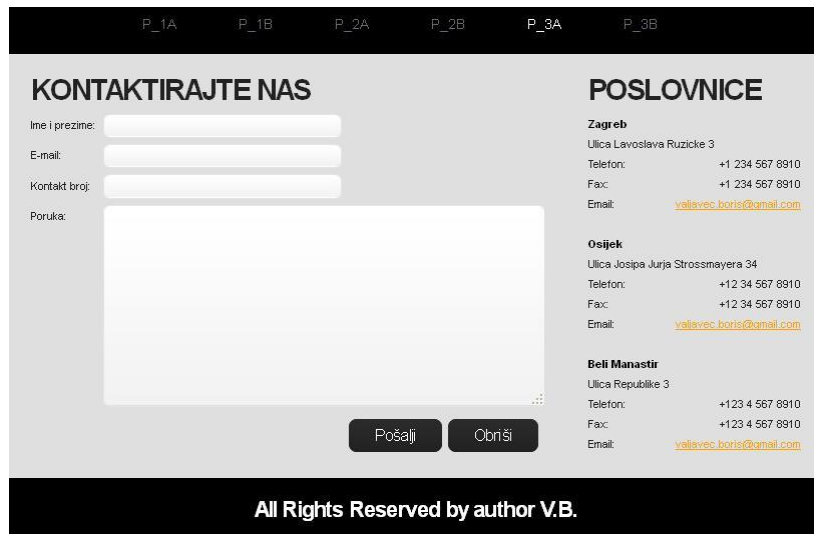 P_1A P_1B P_2A P_2B P_3A P_3B
KONTAKTIRAJTE NAS
Ime i prezime:
E-mail:
Kontakt broj:
Poruka:
Pošalji Obriši
POSLOVNICE
Zagreb
Ulica Lavoslava Ruzicke 3
Telefon: +1 234 567 8910
Fax: +1 234 567 8910
Email: valjavec.boris@gmail.com
Osijek
Ulica Josipa Jurja Strossmayera 34
Telefon: +12 34 567 8910
Fax: +12 34 567 8910
Email: valjavec.boris@gmail.com
Beli Manastir
Ulica Republike 3
Telefon: +123 4 567 8910
Fax: +123 4 567 8910
Email: valjavec.boris@gmail.com
All Rights Reserved by author V.B.